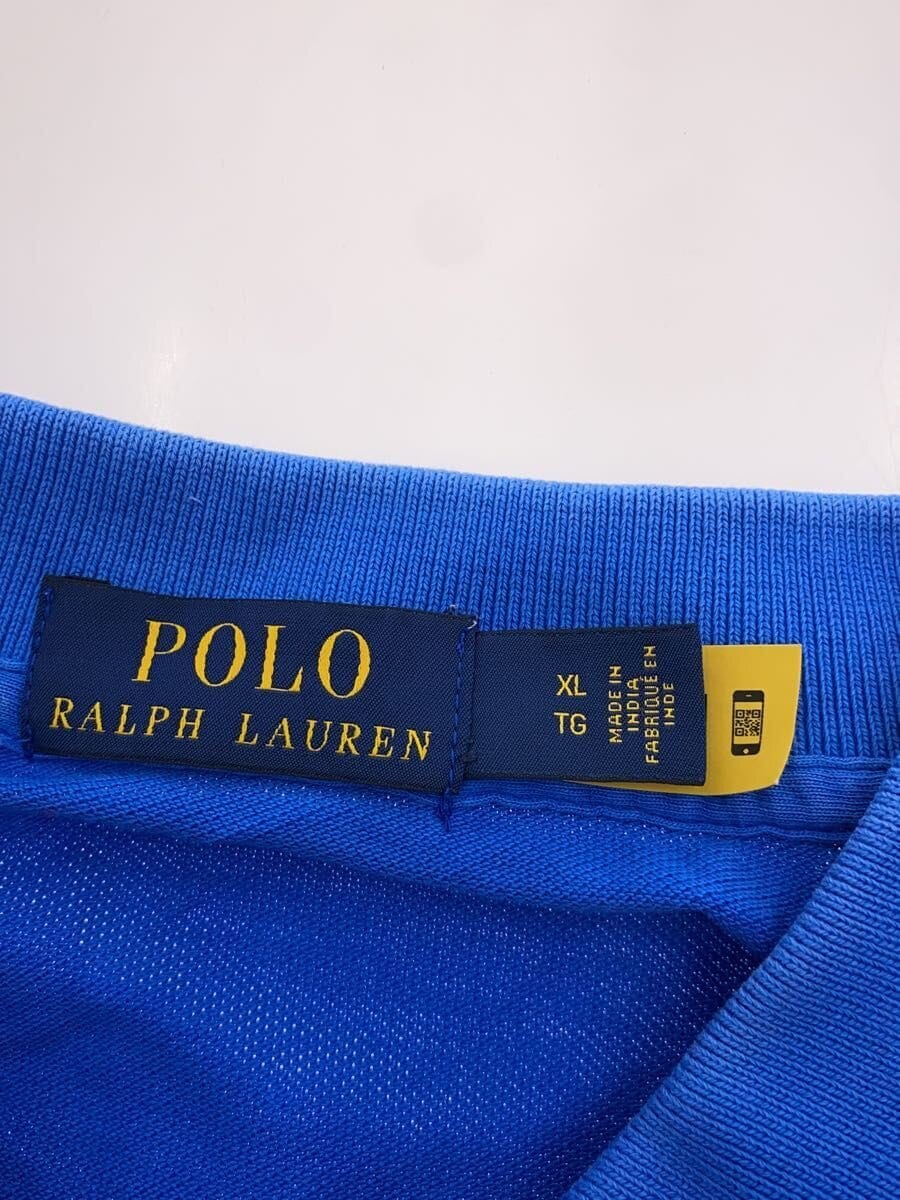 POLO
RALPH LAUREN
XL
TG
MADE IN
INDIA
FABRIQUÉ EN
INDE